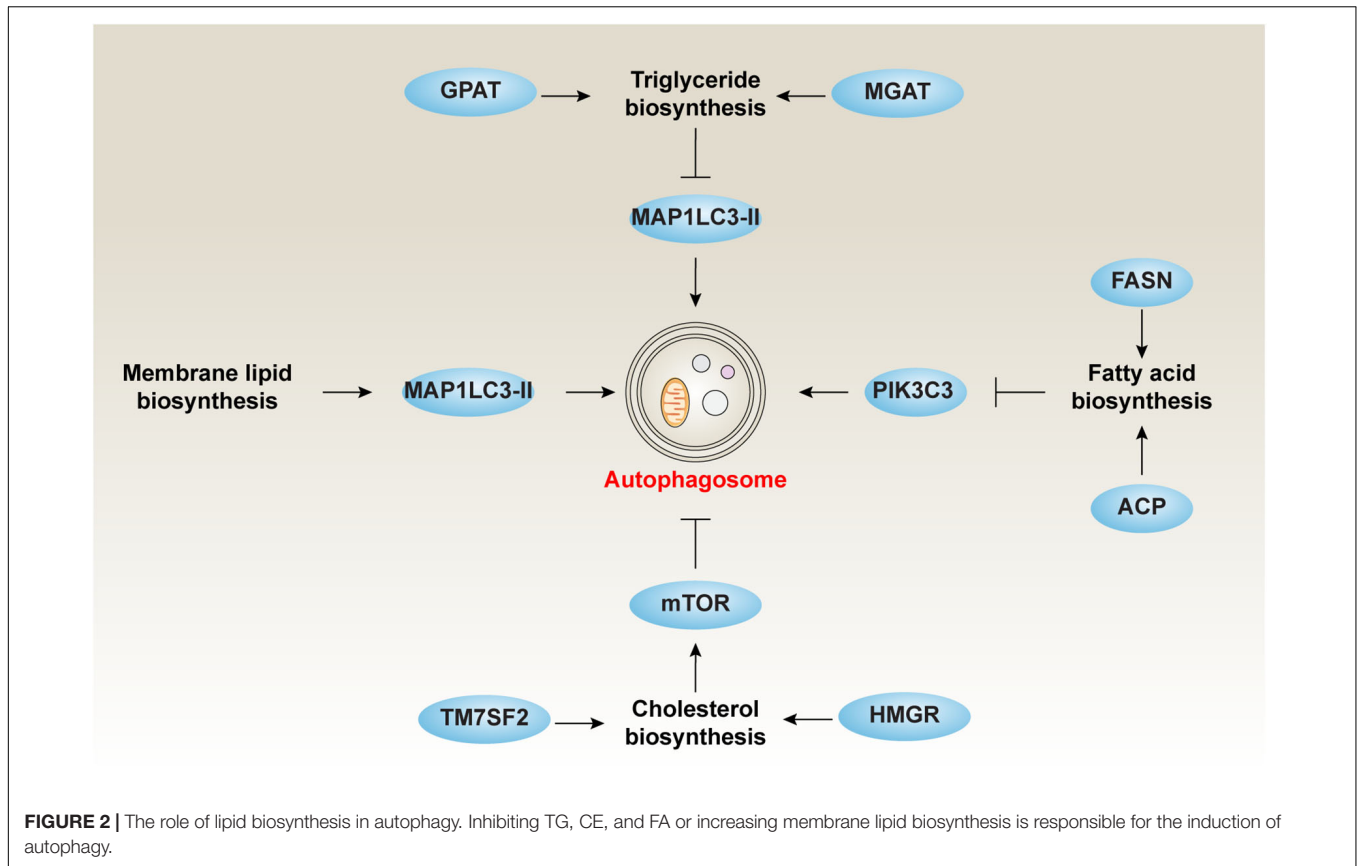 GPAT
Triglyceride
biosynthesis
MGAT
MAP1LC3-II
FASN
Membrane lipid
biosynthesis
MAP1LC3-II
PIK3C3
Fatty acid
biosynthesis
Autophagosome
ACP
mTOR
TM7SF2
Cholesterol
biosynthesis
HMGR
FIGURE 2 | The role of lipid biosynthesis in autophagy. Inhibiting TG, CE, and FA or increasing membrane lipid biosynthesis is responsible for the induction of
autophagy.